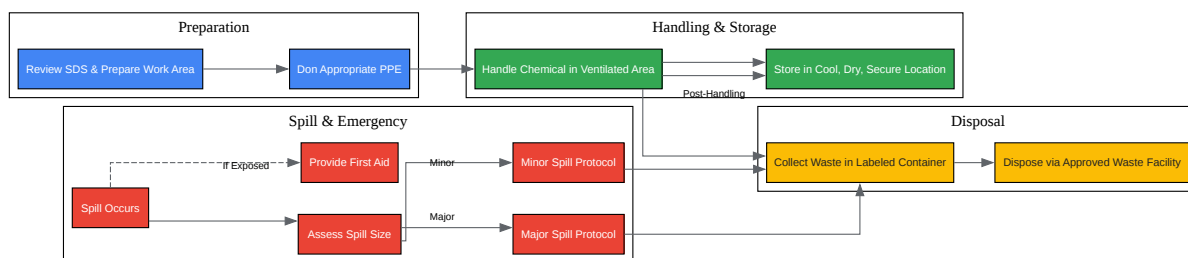 Preparation
Handling & Storage
Review SDS & Prepare Work Area
Don Appropriate PPE
Handle Chemical in Ventilated Area
Store in Cool, Dry, Secure Location
Post-Handling
Spill & Emergency
Disposal
If Exposed
Provide First Aid
Minor
Minor Spill Protocol
Collect Waste in Labeled Container
Dispose via Approved Waste Facility
Spill Occurs
Assess Spill Size
Major
Major Spill Protocol